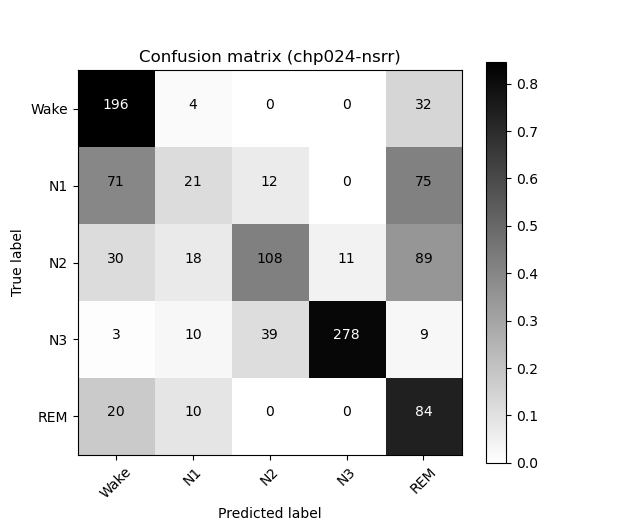 Confusion matrix (chp024-nsrr)
True label
Wake 196 4 0 0 32
N1 71 21 12 0 75
N2 30 18 108 11 89
N3 3 10 39 278 9
REM 20 10 0 0 84
Wake N1 N2 N3 REM
Predicted label
0.8
0.7
0.6
0.5
0.4
0.3
0.2
0.1
0.0